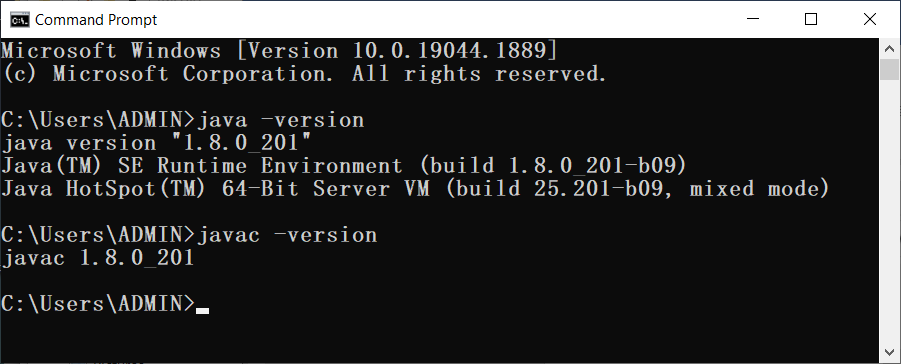 Command Prompt
Microsoft Windows [Version 10.0.19044.1889]
(c) Microsoft Corporation. All rights reserved.
C:\Users\ADMIN>java -version
java version "1.8.0_201"
Java(TM) SE Runtime Environment (build 1.8.0_201-b09)
Java HotSpot(TM) 64-Bit Server VM (build 25.201-b09, mixed mode)
C:\Users\ADMIN>javac -version
javac 1.8.0_201
C:\Users\ADMIN>